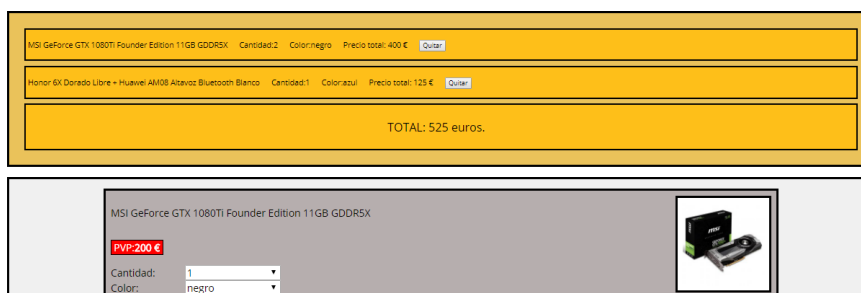 MSI GeForce GTX 1080Ti Founder Edition 11GB GDDR5X Cantidad:2 Color:negro Precio total: 400 € Quitar
Honor 6X Dorado Libre + Huawei AM08 Altavoz Bluetooth Blanco Cantidad:1 Color:azul Precio total: 125 € Quitar
TOTAL: 525 euros.
MSI GeForce GTX 1080Ti Founder Edition 11GB GDDR5X
PVP:200 €
Cantidad: 1
Color: negro